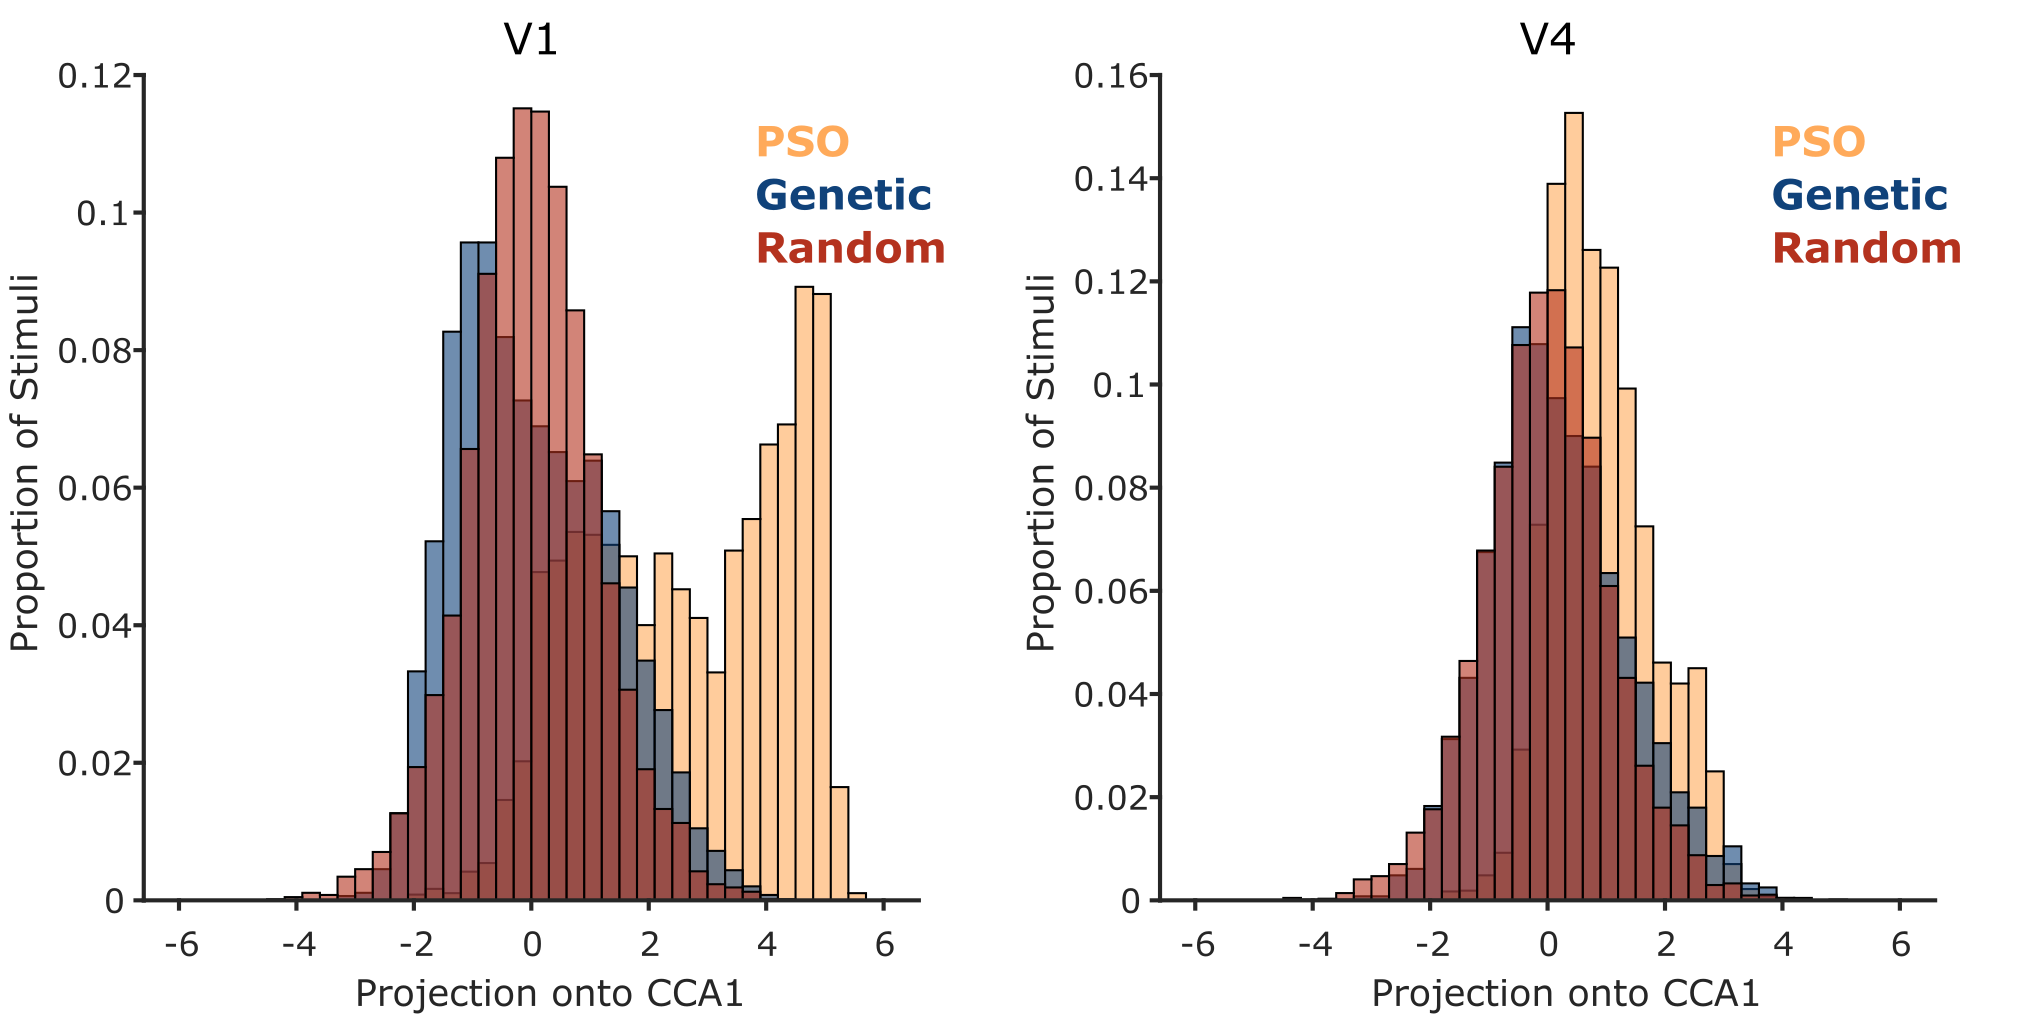 V1
0.12
0.1
0.08
0.06
0.04
0.02
0
Proportion of Stimuli
PSO
Genetic
Random
-6 -4 -2 0 2 4 6
Projection onto CCA1
V4
0.16
0.14
0.12
0.1
0.08
0.06
0.04
0.02
0
Proportion of Stimuli
PSO
Genetic
Random
-6 -4 -2 0 2 4 6
Projection onto CCA1